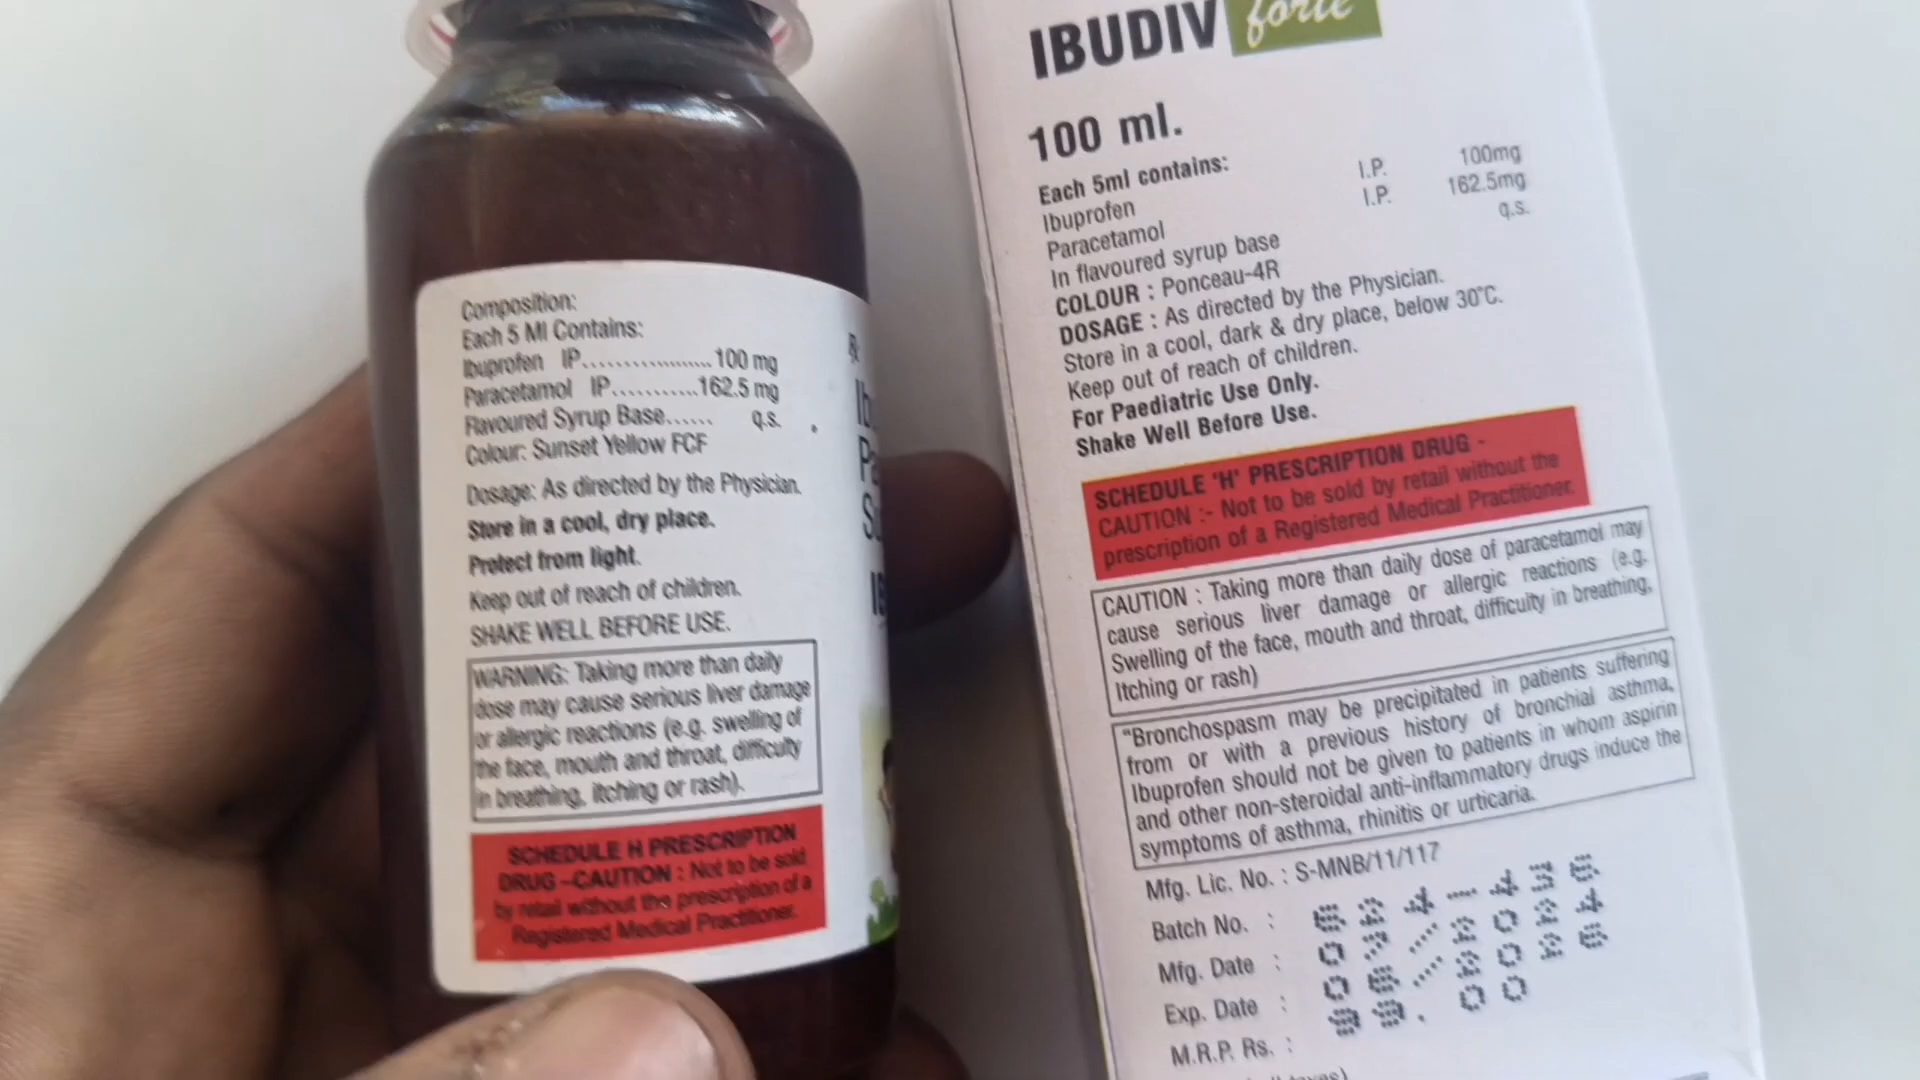 Composition:
Each 5 Ml Contains:
Ibuprofen IP.................. 100 mg
Paracetamol IP...........162.5 mg
Flavoured Syrup Base...... q.s.
Colour: Sunset Yellow FCF
Dosage: As directed by the Physician.
Store in a cool, dry place.
Protect from light.
Keep out of reach of children.
SHAKE WELL BEFORE USE.
WARNING: Taking more than daily
dose may cause serious liver damage
or allergic reactions (e.g. swelling of
the face, mouth and throat, difficulty
in breathing, itching or rash).
SCHEDULE H PRESCRIPTION
DRUG -CAUTION : Not to be sold
by retail without the prescription of a
Registered Medical Practitioner.
IBUDIV forte
100 ml.
Each 5ml contains:
Ibuprofen I.P. 100mg
Paracetamol I.P. 162.5mg
In flavoured syrup base q.s.
COLOUR : Ponceau-4R
DOSAGE : As directed by the Physician.
Store in a cool, dark & dry place, below 30°C.
Keep out of reach of children.
For Paediatric Use Only.
Shake Well Before Use.
SCHEDULE 'H' PRESCRIPTION DRUG -
CAUTION :- Not to be sold by retail without the
prescription of a Registered Medical Practitioner.
CAUTION : Taking more than daily dose of paracetamol may
cause serious liver damage or allergic reactions (e.g.
Swelling of the face, mouth and throat, difficulty in breathing,
Itching or rash)
"Bronchospasm may be precipitated in patients suffering
from or with a previous history of bronchial asthma,
Ibuprofen should not be given to patients in whom aspirin
and other non-steroidal anti-inflammatory drugs induce the
symptoms of asthma, rhinitis or urticaria.
Mfg. Lic. No. : S-MNB/11/117
Batch No. :
Mfg. Date : 07/2024
Exp. Date : 06/2026
M.R.P. Rs. : 99.00